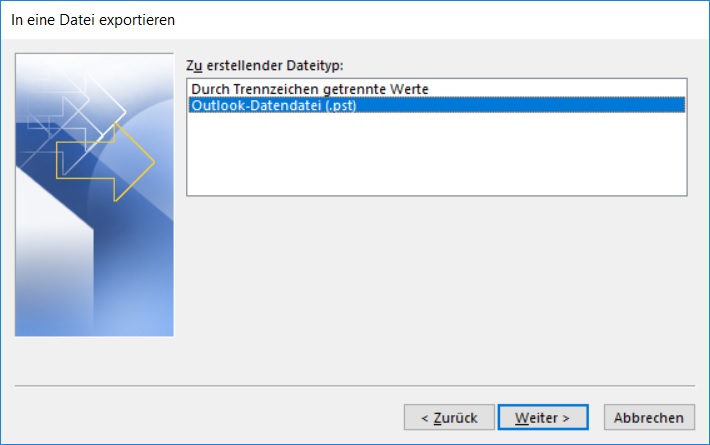 In eine Datei exportieren
Zu erstellender Dateityp:
Durch Trennzeichen getrennte Werte
Outlook-Datendatei (.pst)
< Zurück
Weiter >
Abbrechen